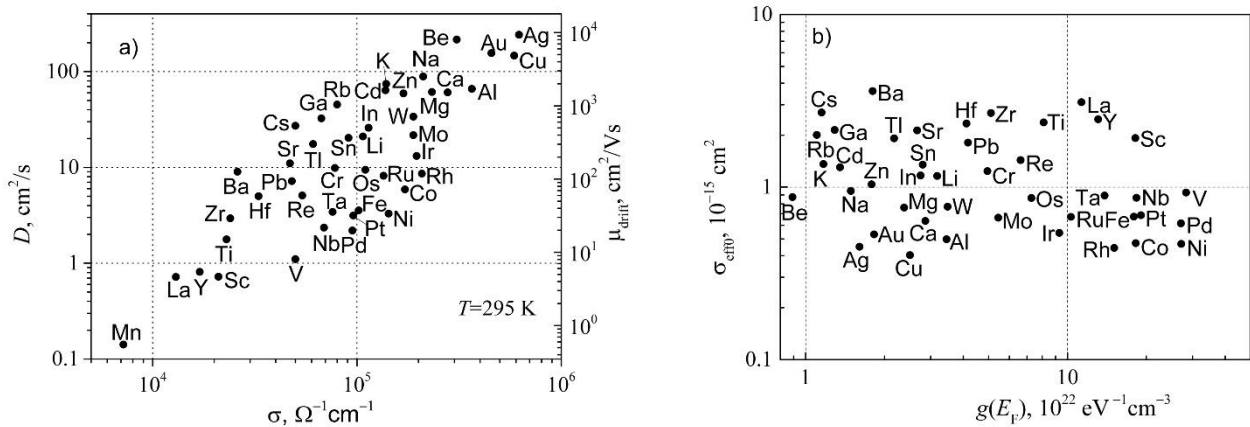 a)
D, cm²/s
100
10
1
0.1
10⁴
10⁵
10⁶
σ, Ω⁻¹cm⁻¹
μdrift, cm²/Vs
10⁴
10³
10²
10¹
10⁰
T=295 K
Be
Au
Ag
Cu
K
Na
Zn
Ca
Rb
Cd
Al
Ga
In
W
Mg
Cs
Mo
Sn
Li
Sr
Tl
Ir
Ba
Pb
Cr
Os
Ru
Rh
Zr
Hf
Re
Ta
Fe
Co
Ti
Nb
Pd
Pt
Ni
La
Y
Sc
V
Mn
b)
σeff0, 10⁻¹⁵ cm²
10
1
0.1
1
10
g(EF), 10²² eV⁻¹cm⁻³
Cs
Ba
Hf
Zr
La
Ga
Tl
Sr
Ti
Y
Rb
Cd
Sn
Pb
Sc
K
Zn
In
Li
Cr
Re
Na
Mg
W
Os
Ta
Nb
V
Be
Au
Ca
Al
Mo
Ir
Ru
Fe
Pt
Pd
Ag
Cu
Rh
Co
Ni